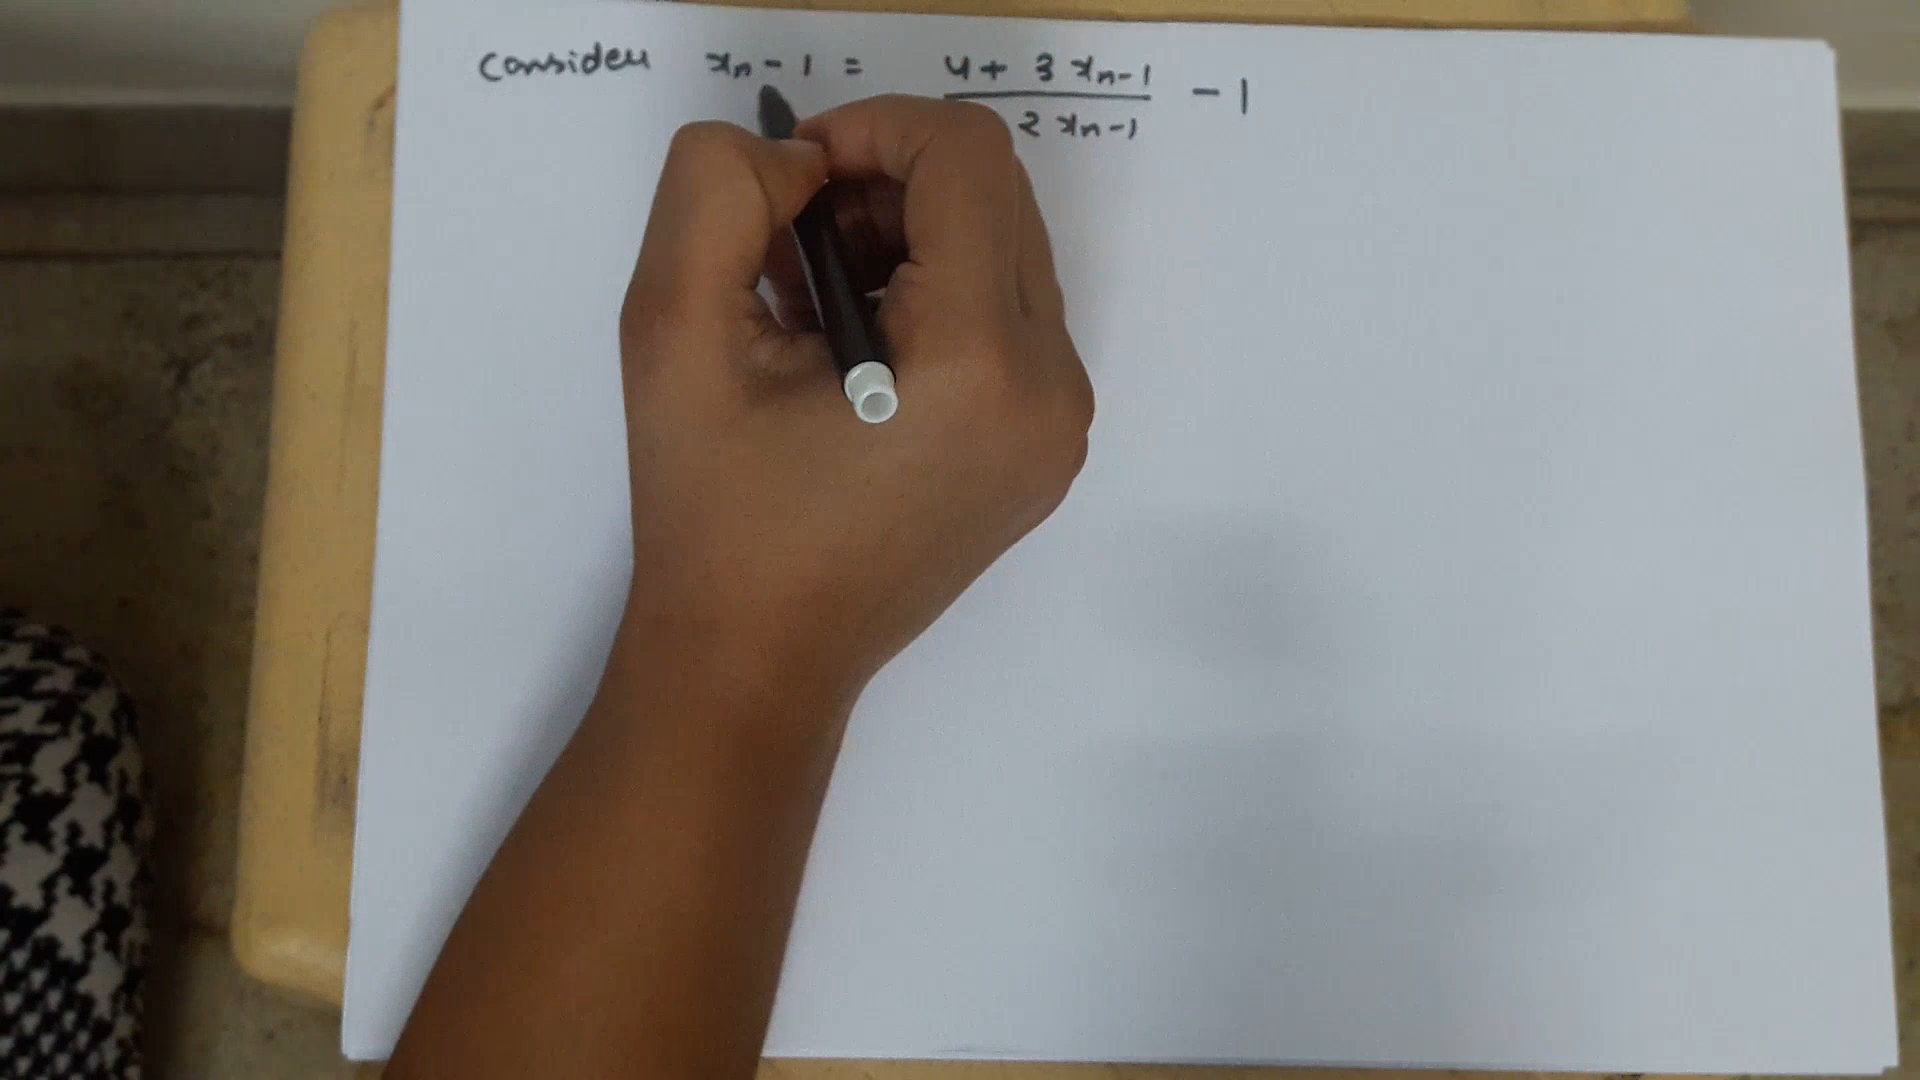 Consider xn - 1 = 4 + 3 xn-1 / 2 xn-1 - 1